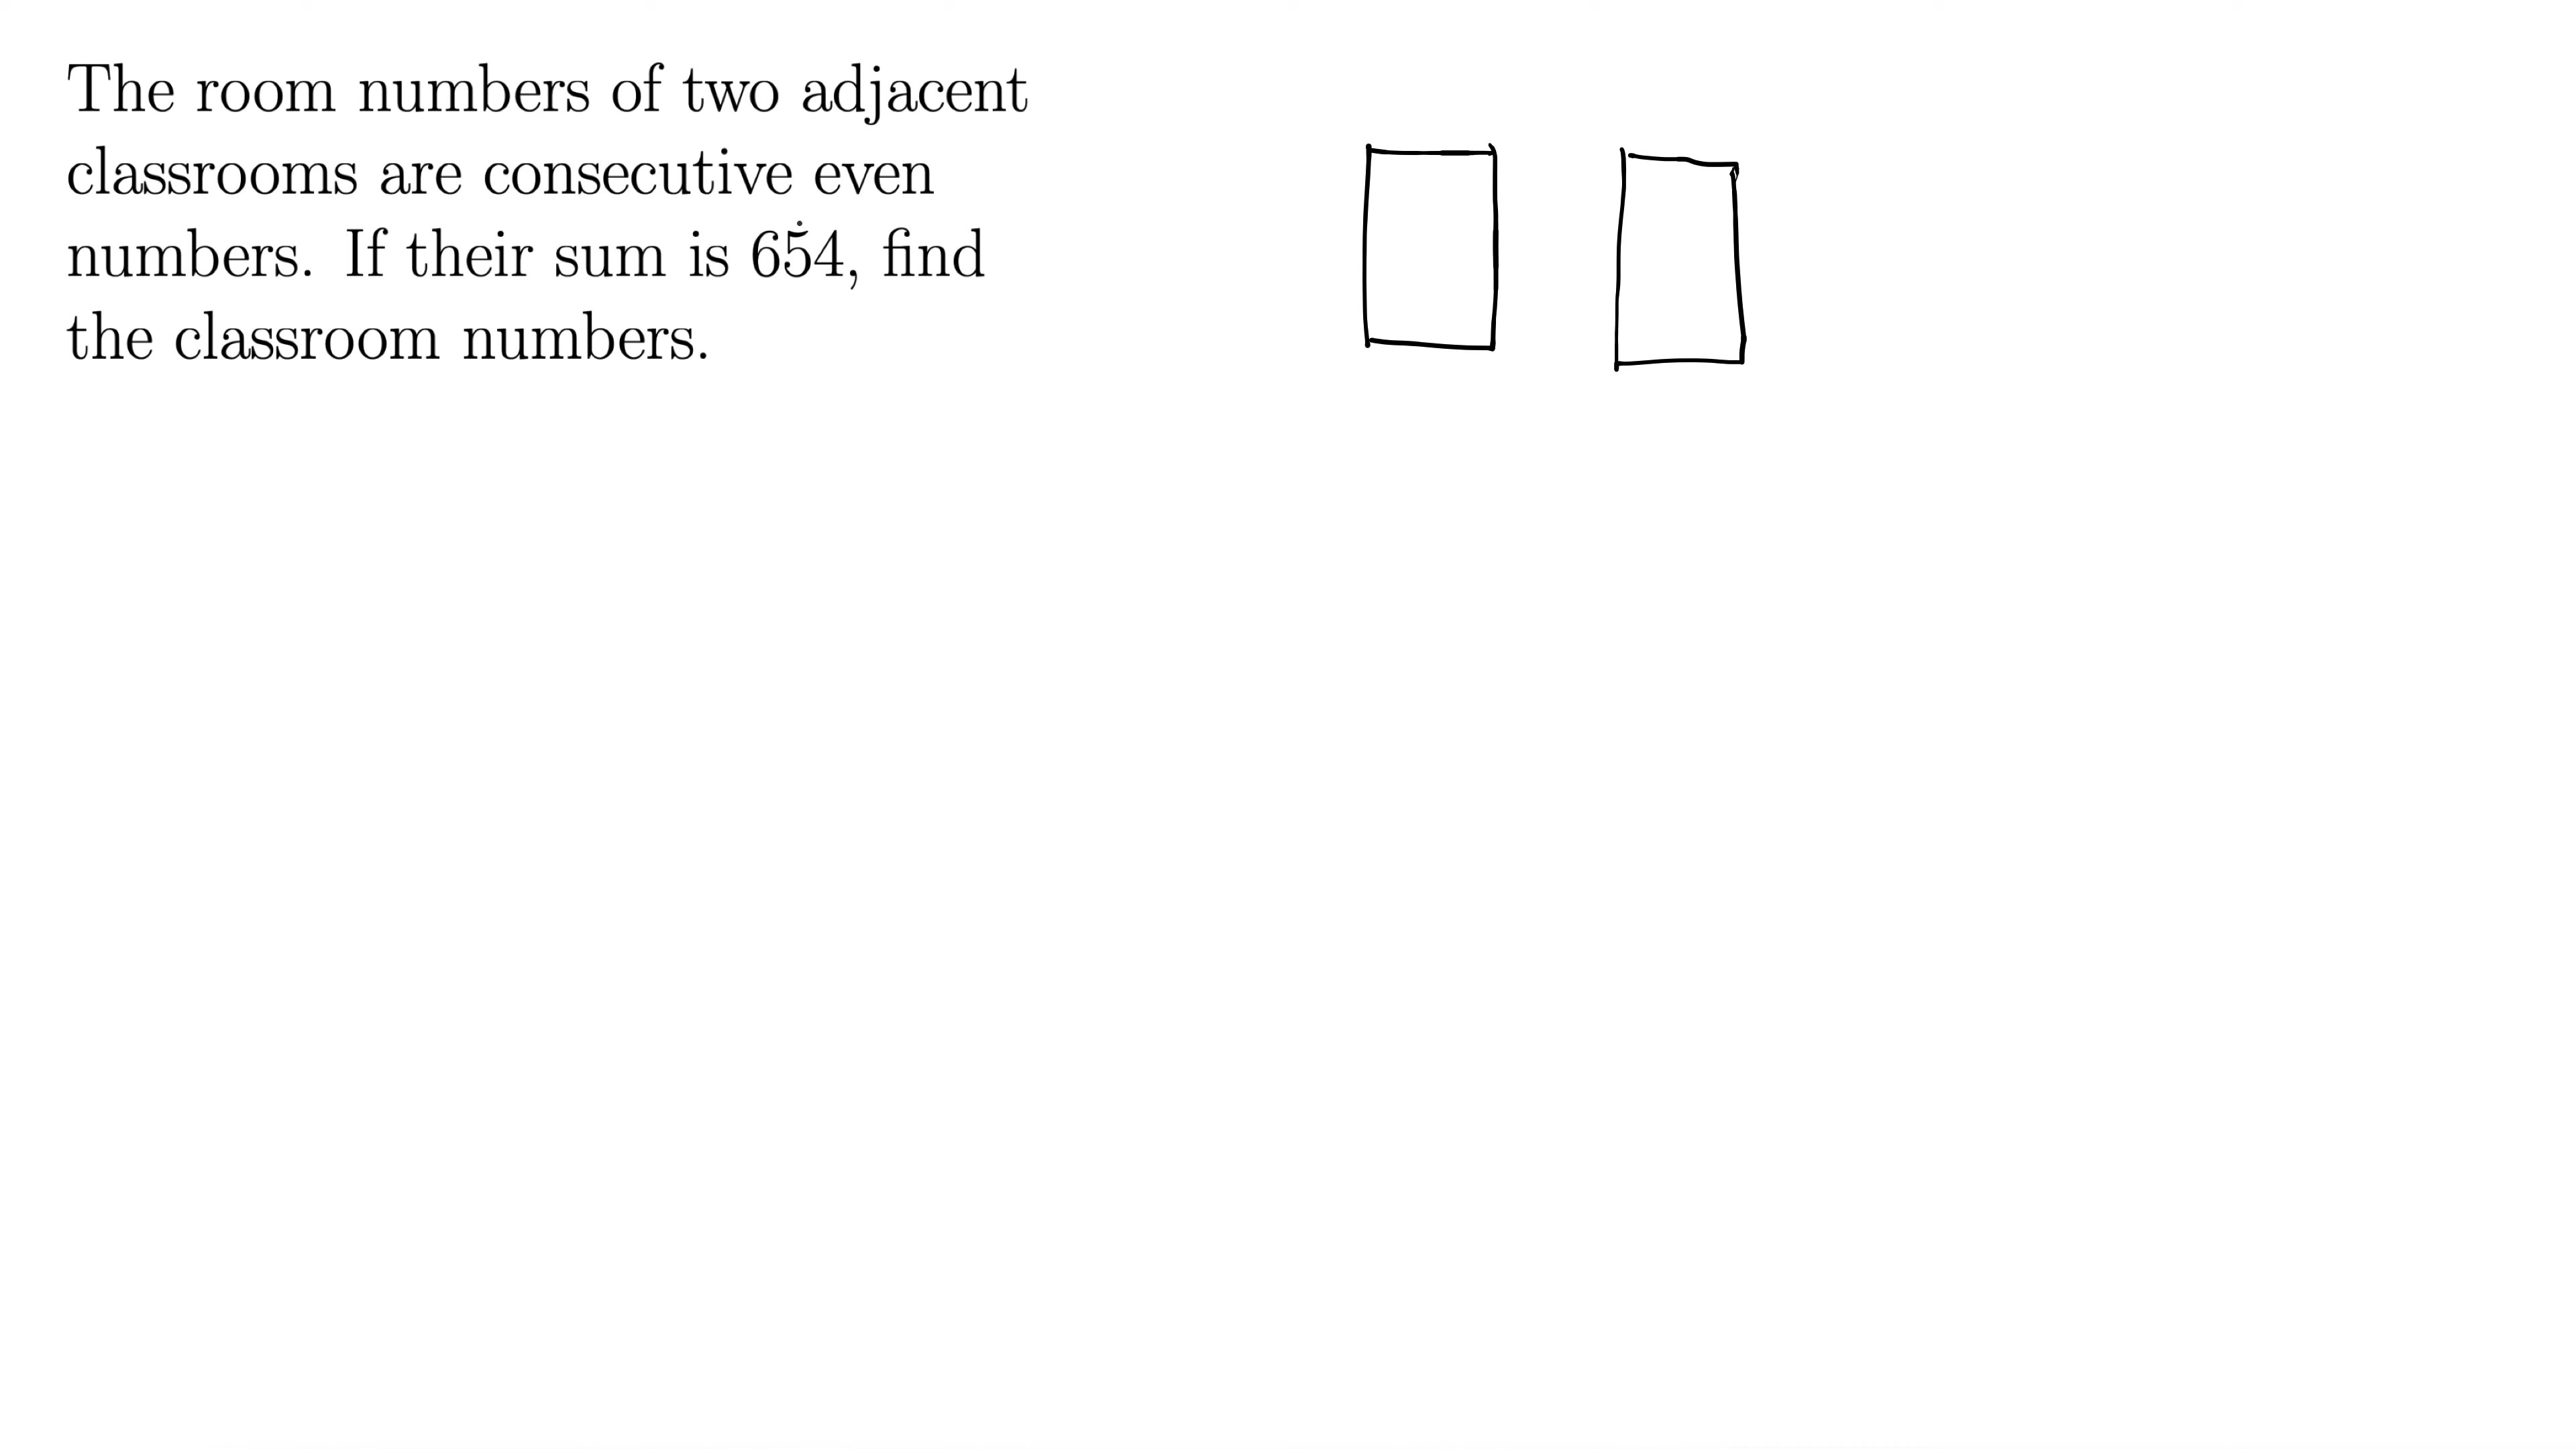 The room numbers of two adjacent
classrooms are consecutive even
numbers. If their sum is 654, find
the classroom numbers.